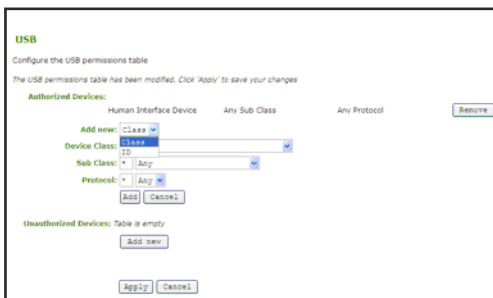 USB
Configure the USB permissions table
The USB permissions table has been modified. Click 'Apply' to save your changes
Authorized Devices:
Human Interface Device Any Sub Class Any Protocol Remove
Add new: Class
Class
ID
Device Class:
Sub Class: * Any
Protocol: * Any
Add Cancel
Unauthorized Devices: Table is empty
Add new
Apply Cancel